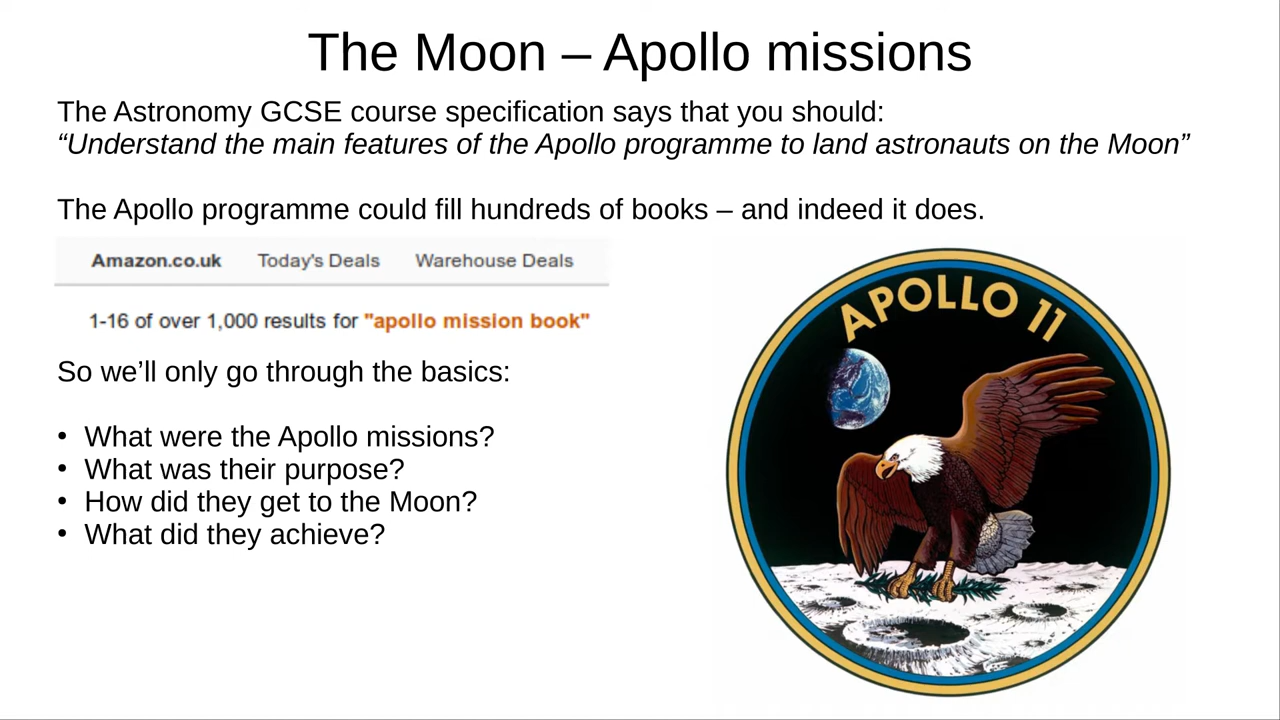 The Moon – Apollo missions
The Astronomy GCSE course specification says that you should:
“Understand the main features of the Apollo programme to land astronauts on the Moon”
The Apollo programme could fill hundreds of books – and indeed it does.
Amazon.co.uk Today's Deals Warehouse Deals
1-16 of over 1,000 results for "apollo mission book"
APOLLO 11
So we’ll only go through the basics:
• What were the Apollo missions?
• What was their purpose?
• How did they get to the Moon?
• What did they achieve?